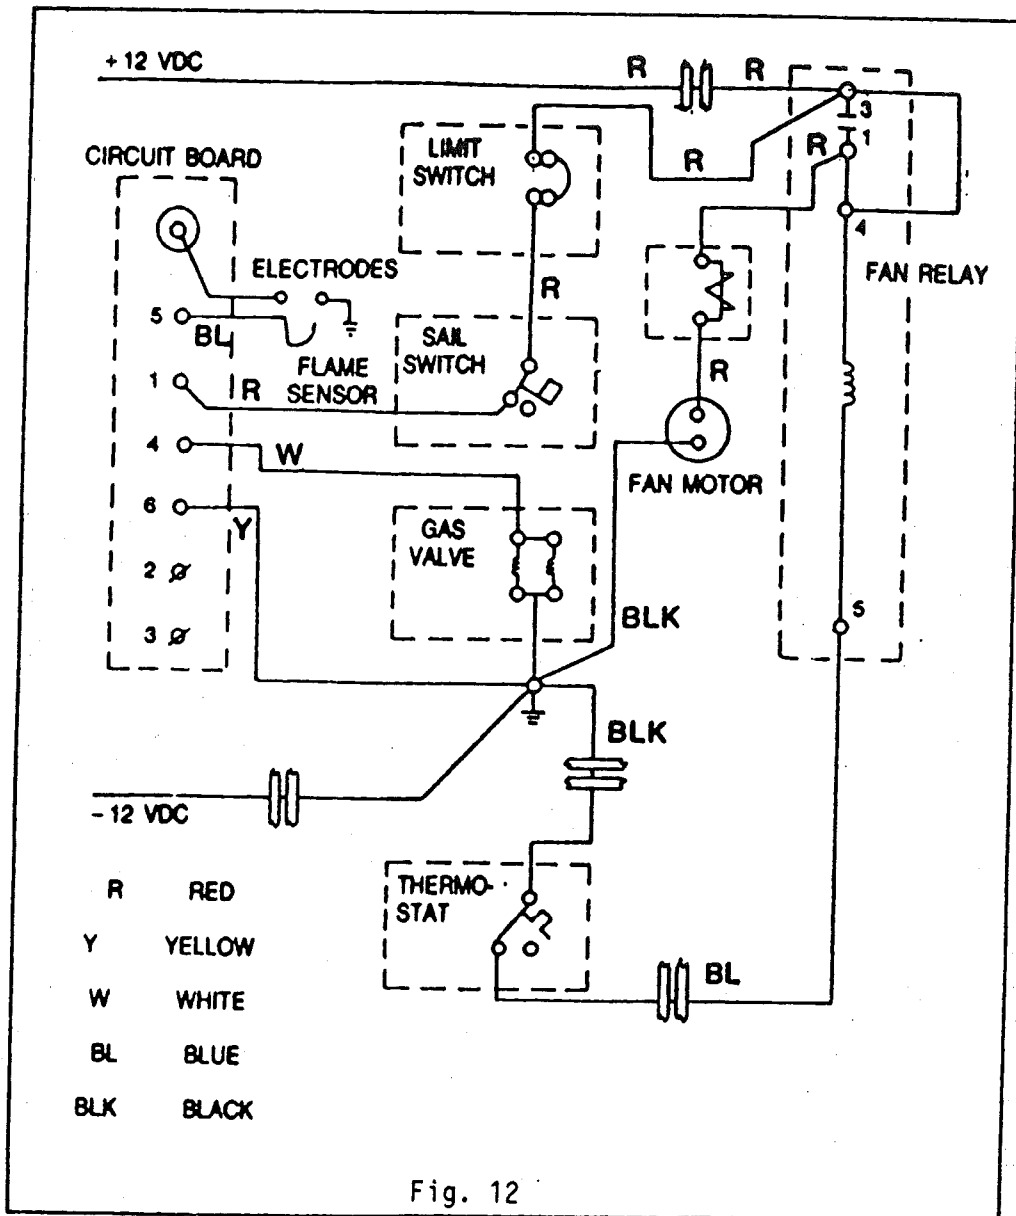 + 12 VDC
R
R
3
1
R
R
4
FAN RELAY
5
CIRCUIT BOARD
LIMIT
SWITCH
ELECTRODES
5
BL
FLAME
SENSOR
1
R
R
SAIL
SWITCH
R
FAN MOTOR
4
W
6
Y
GAS
VALVE
2
3
BLK
BLK
- 12 VDC
THERMO-
STAT
BL
R RED
Y YELLOW
W WHITE
BL BLUE
BLK BLACK
Fig. 12